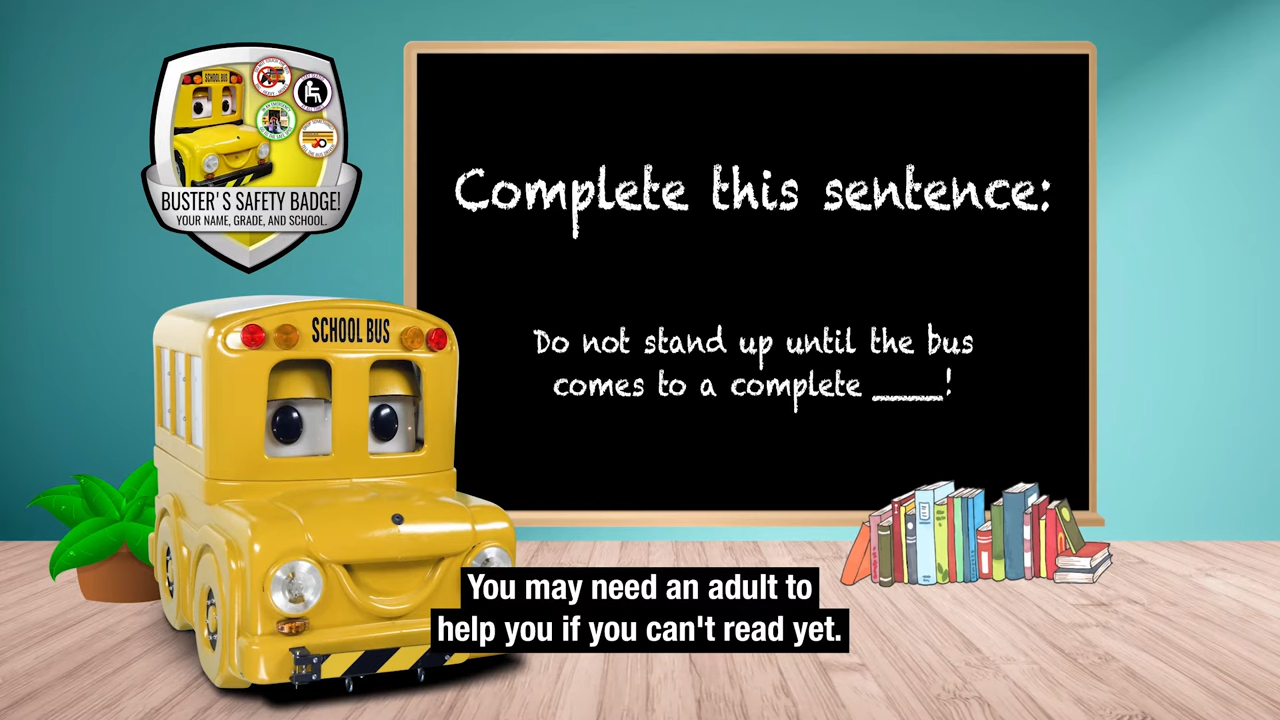 SCHOOL BUS
BUSTER'S SAFETY BADGE!
YOUR NAME, GRADE, AND SCHOOL.
Complete this sentence:
Do not stand up until the bus
comes to a complete ____!
SCHOOL BUS
You may need an adult to
help you if you can't read yet.